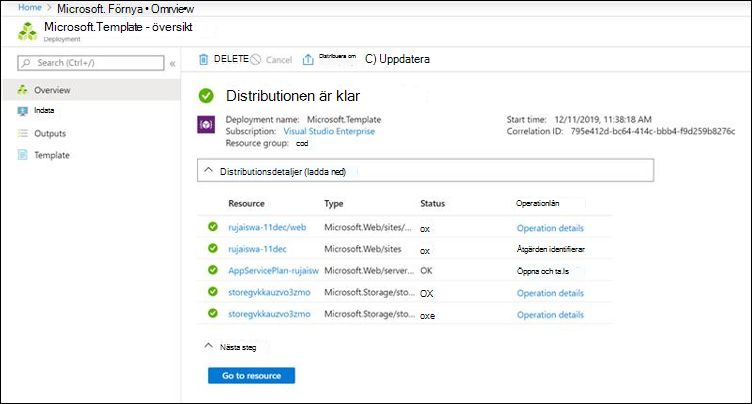 Home > Microsoft. Förnya • Omrview
Microsoft.Template - översikt
Deployment
Search (Ctrl+/) «
DELETE Cancel Distribuera om C) Uppdatera
Overview
Indata
Outputs
Template
Distributionen är klar
Deployment name: Microsoft.Template
Subscription: Visual Studio Enterprise
Resource group: cod
Start time: 12/11/2019, 11:38:18 AM
Correlation ID: 795e412d-bc64-414c-bbb4-f9d259b8276c
Distributionsdetaljer (ladda ned)
Resource Type Status Operationlån
rujaiswa-11dec/web Microsoft.Web/sites/... ox Operation details
rujaiswa-11dec Microsoft.Web/sites ox Åtgärden identifierar
AppServicePlan-rujaisw Microsoft.Web/server... OK Öppna och ta.ls
storegvkkauzvo3zmo Microsoft.Storage/sto... OX Operation details
storegvkkauzvo3zmo Microsoft.Storage/sto... oxe Operation details
Nästa steg
Go to resource